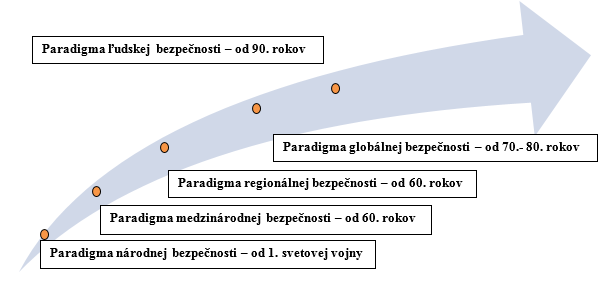 Paradigma ľudskej bezpečnosti – od 90. rokov
Paradigma globálnej bezpečnosti – od 70.- 80. rokov
Paradigma regionálnej bezpečnosti – od 60. rokov
Paradigma medzinárodnej bezpečnosti – od 60. rokov
Paradigma národnej bezpečnosti – od 1. svetovej vojny